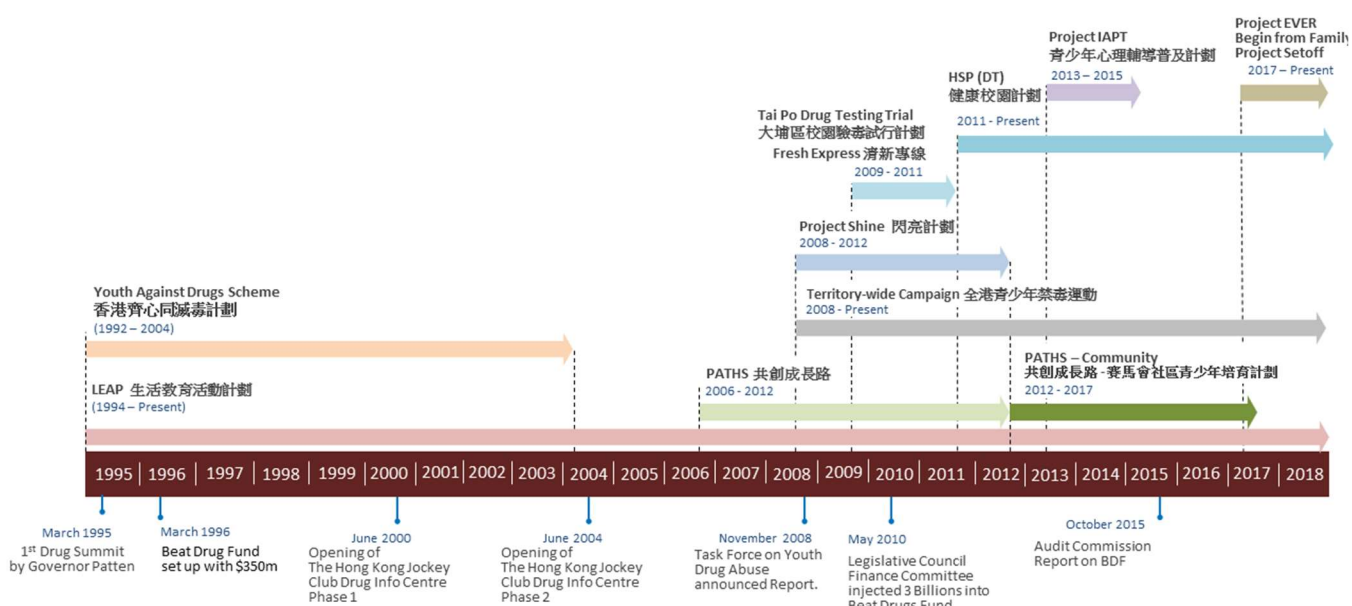 Project EVER
Begin from Family
Project Setoff
2017 – Present
Project IAPT
青少年心理輔導普及計劃
2013 – 2015
HSP (DT)
健康校園計劃
2011 - Present
Tai Po Drug Testing Trial
大埔區校園驗毒試行計劃
Fresh Express 清新專線
2009 - 2011
Project Shine 閃亮計劃
2008 - 2012
Territory-wide Campaign 全港青少年禁毒運動
2008 - Present
Youth Against Drugs Scheme
香港齊心同滅毒計劃
(1992 – 2004)
LEAP 生活教育活動計劃
(1994 – Present)
PATHS 共創成長路
2006 - 2012
PATHS – Community
共創成長路 - 賽馬會社區青少年培育計劃
2012 - 2017
1995 1996 1997 1998 1999 2000 2001 2002 2003 2004 2005 2006 2007 2008 2009 2010 2011 2012 2013 2014 2015 2016 2017 2018
March 1995
1st Drug Summit
by Governor Patten
March 1996
Beat Drug Fund
set up with $350m
June 2000
Opening of
The Hong Kong Jockey
Club Drug Info Centre
Phase 1
June 2004
Opening of
The Hong Kong Jockey
Club Drug Info Centre
Phase 2
November 2008
Task Force on Youth
Drug Abuse
announced Report.
May 2010
Legislative Council
Finance Committee
injected 3 Billions into
Beat Drugs Fund
October 2015
Audit Commission
Report on BDF